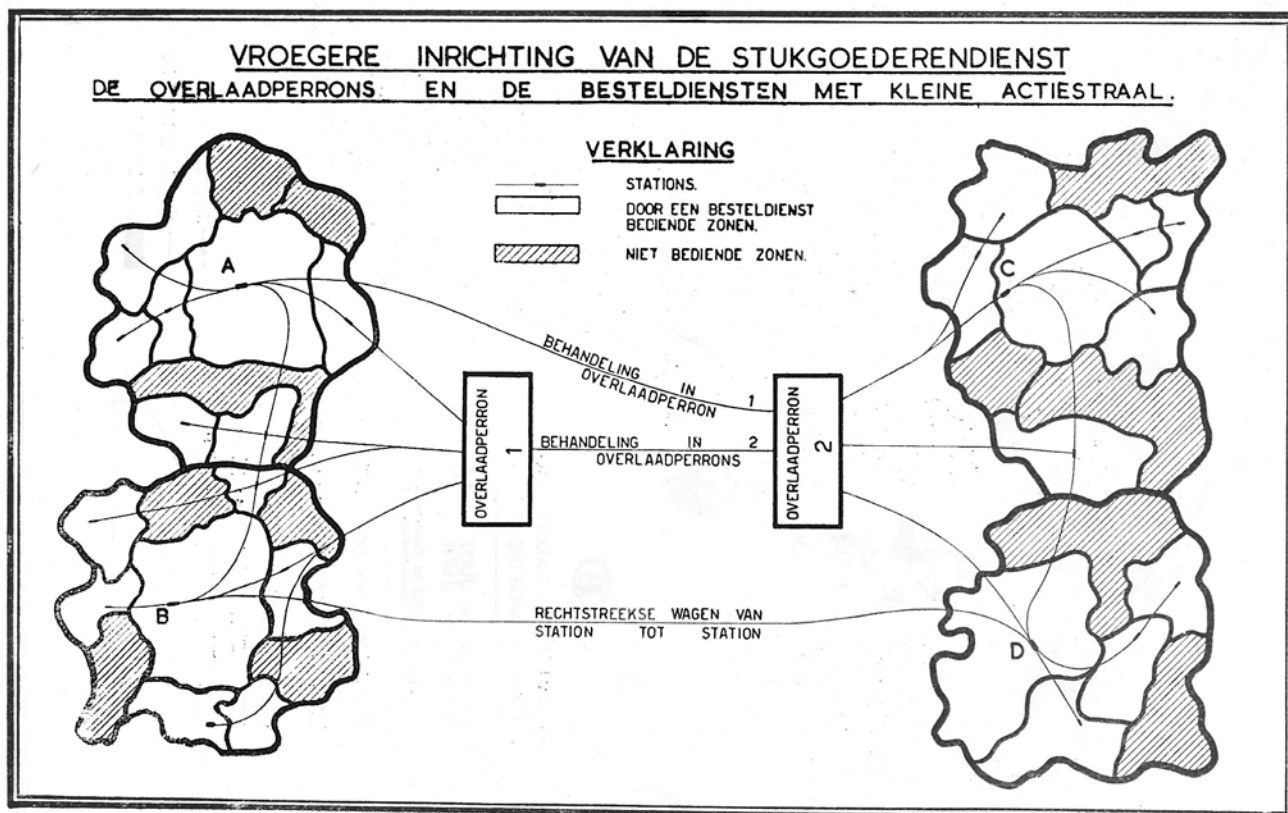 VROEGERE INRICHTING VAN DE STUKGOEDERENDIENST
DE OVERLAADPERRONS EN DE BESTELDIENSTEN MET KLEINE ACTIESTRAAL.
VERKLARING
STATIONS.
DOOR EEN BESTELDIENST
BEDIENDE ZONEN.
NIET BEDIENDE ZONEN.
A
C
BEHANDELING IN 1
OVERLAADPERRON
OVERLAADPERRON
1
BEHANDELING IN 2
OVERLAADPERRONS
OVERLAADPERRON
2
B
RECHTSTREEKSE WAGEN VAN
STATION TOT STATION
D